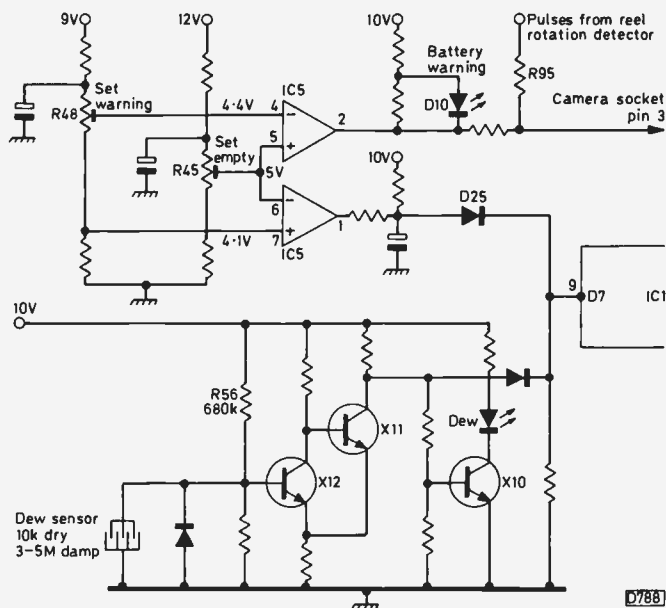 9V
12V
10V
Pulses from reel
rotation detector
Battery
warning
R95
IC5
Set
warning
D10
R48
4·4V
4
−
2
Camera socket
pin 3
Set
empty
5
+
R45
5V
10V
D25
6
−
1
4·1V
7
+
IC5
9
D7
IC1
10V
R56
680k
X11
Dew
X12
X10
Dew sensor
10k dry
3-5M damp
D788